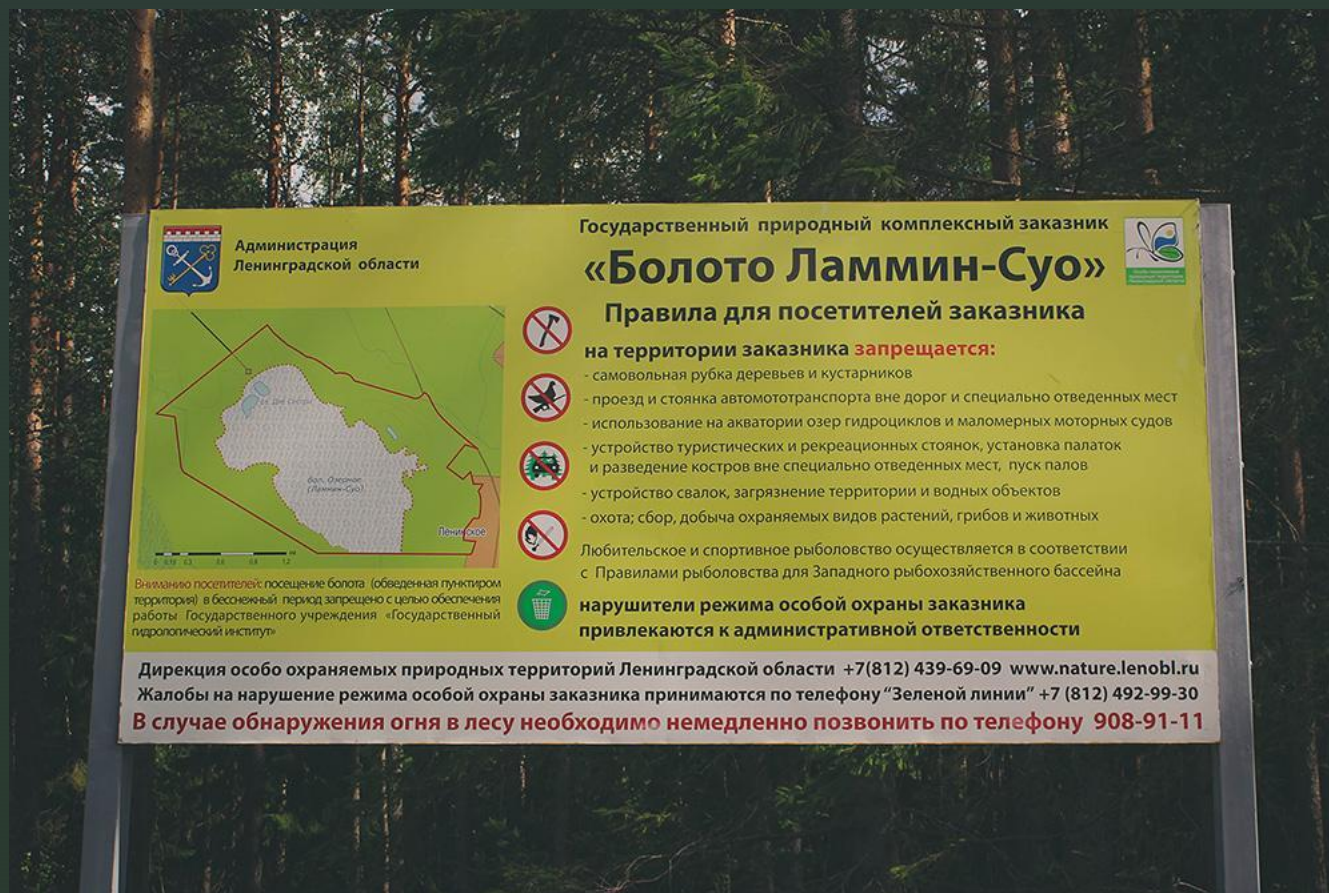 Администрация
Ленинградской области
Государственный природный комплексный заказник
«Болото Ламмин-Суо»
Правила для посетителей заказника
на территории заказника запрещается:
- самовольная рубка деревьев и кустарников
- проезд и стоянка автомототранспорта вне дорог и специально отведенных мест
- использование на акватории озер гидроциклов и маломерных моторных судов
- устройство туристических и рекреационных стоянок, установка палаток
и разведение костров вне специально отведенных мест, пуск палов
- устройство свалок, загрязнение территории и водных объектов
- охота; сбор, добыча охраняемых видов растений, грибов и животных
Любительское и спортивное рыболовство осуществляется в соответствии
с Правилами рыболовства для Западного рыбохозяйственного бассейна
нарушители режима особой охраны заказника
привлекаются к административной ответственности
бол. Озерное
(Ламмин-Суо)
Ленинское
Вниманию посетителей: посещение болота (обведенная пунктиром
территория) в бесснежный период запрещено с целью обеспечения
работы Государственного учреждения «Государственный
гидрологический институт»
Дирекция особо охраняемых природных территорий Ленинградской области +7(812) 439-69-09 www.nature.lenobl.ru
Жалобы на нарушение режима особой охраны заказника принимаются по телефону “Зеленой линии” +7 (812) 492-99-30
В случае обнаружения огня в лесу необходимо немедленно позвонить по телефону 908-91-11